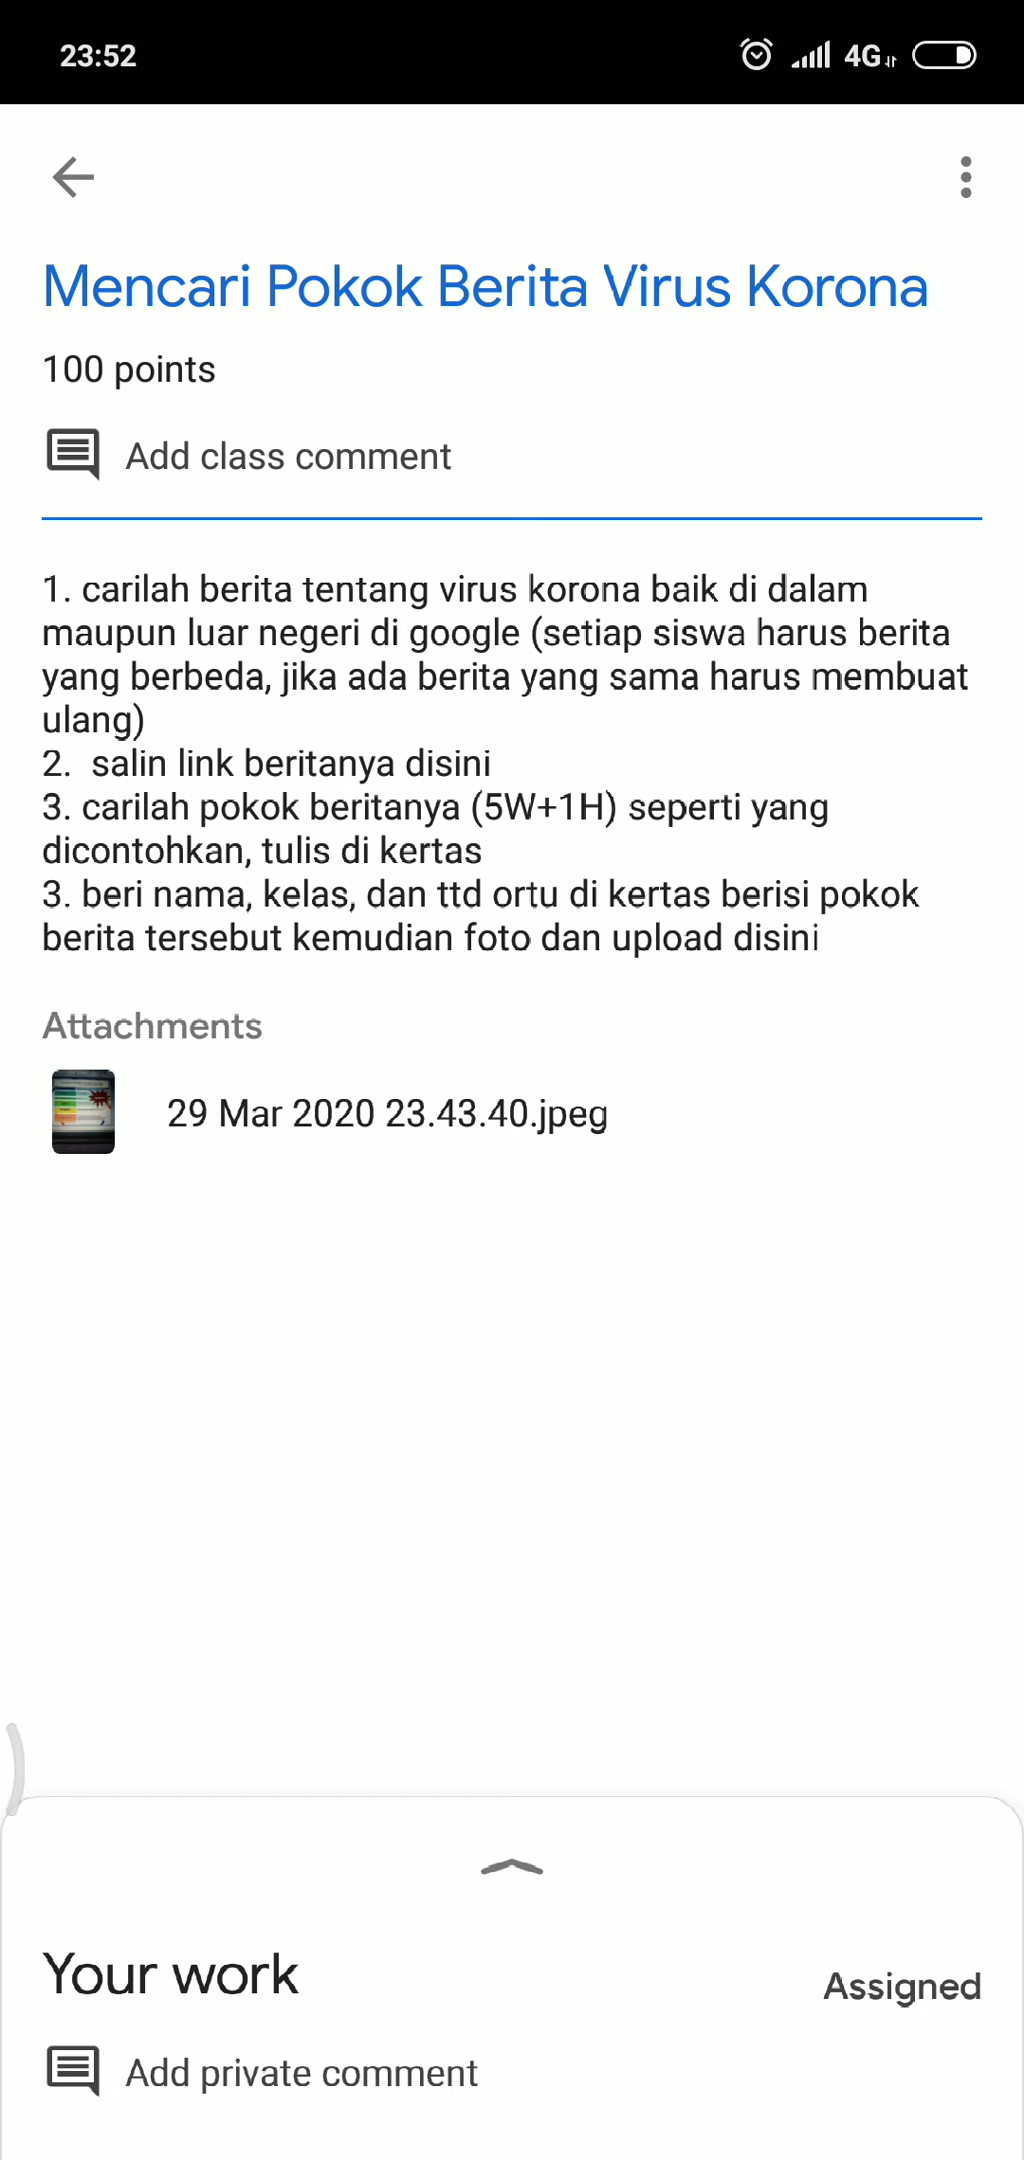 23:52
4G
Mencari Pokok Berita Virus Korona
100 points
Add class comment
1. carilah berita tentang virus korona baik di dalam
maupun luar negeri di google (setiap siswa harus berita
yang berbeda, jika ada berita yang sama harus membuat
ulang)
2.  salin link beritanya disini
3. carilah pokok beritanya (5W+1H) seperti yang
dicontohkan, tulis di kertas
3. beri nama, kelas, dan ttd ortu di kertas berisi pokok
berita tersebut kemudian foto dan upload disini
Attachments
29 Mar 2020 23.43.40.jpeg
Your work
Assigned
Add private comment